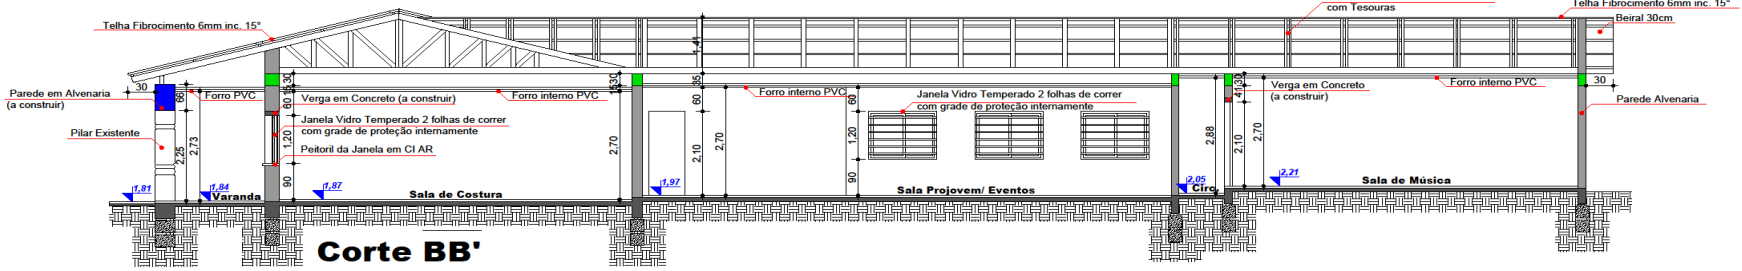 com Tesouras
Telha Fibrocimento 6mm inc. 15°
Telha Fibrocimento 6mm inc. 15°
Beiral 30cm
1,41
30
30
15
30
15
35
30
41
30
Parede em Alvenaria
(a construir)
66
Forro PVC
Forro interno PVC
Forro interno PVC
Forro interno PVC
60
Verga em Concreto (a construir)
60
60
Janela Vidro Temperado 2 folhas de correr
com grade de proteção internamente
Verga em Concreto
(a construir)
Parede Alvenaria
Pilar Existente
Janela Vidro Temperado 2 folhas de correr
com grade de proteção internamente
Peitoril da Janela em CI AR
2,25
2,73
1,20
90
2,70
2,10
2,70
1,20
90
2,88
2,10
2,70
1,81
1,84
1,87
1,97
2,05
2,21
Varanda
Sala de Costura
Sala Projovem/ Eventos
Circ.
Sala de Música
Corte BB'